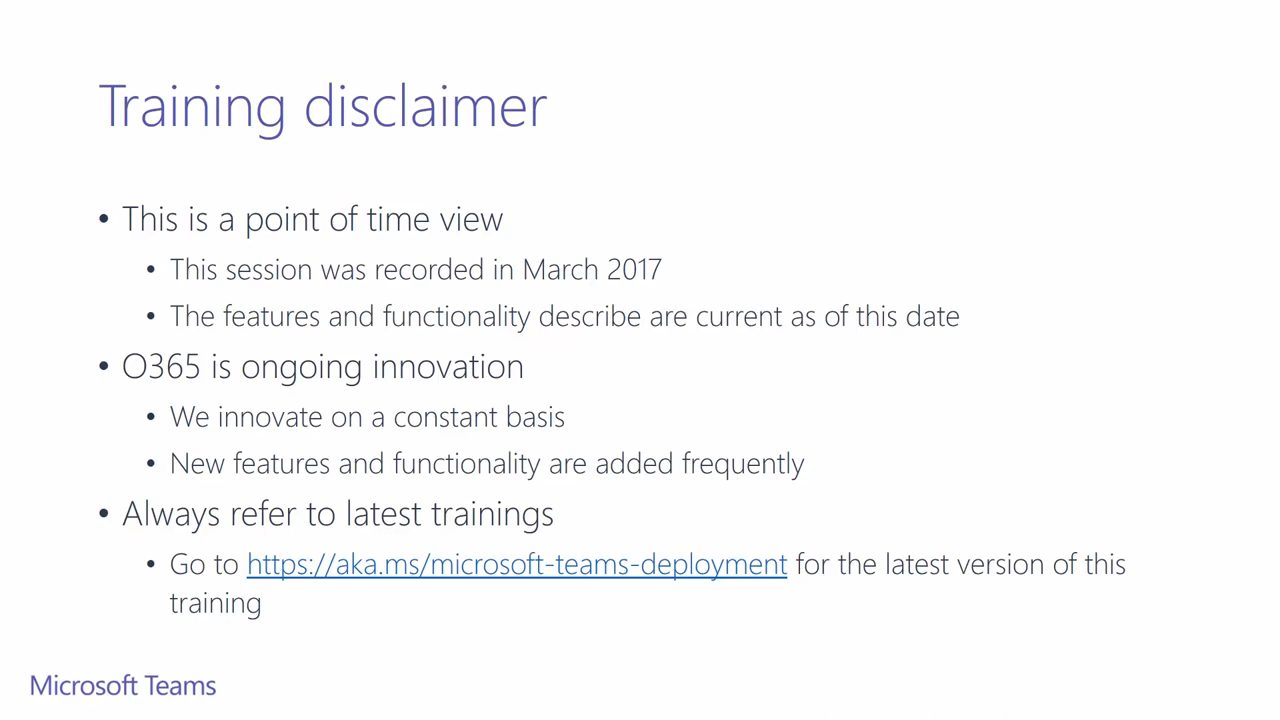 Training disclaimer
• This is a point of time view
• This session was recorded in March 2017
• The features and functionality describe are current as of this date
• O365 is ongoing innovation
• We innovate on a constant basis
• New features and functionality are added frequently
• Always refer to latest trainings
• Go to https://aka.ms/microsoft-teams-deployment for the latest version of this
training
Microsoft Teams